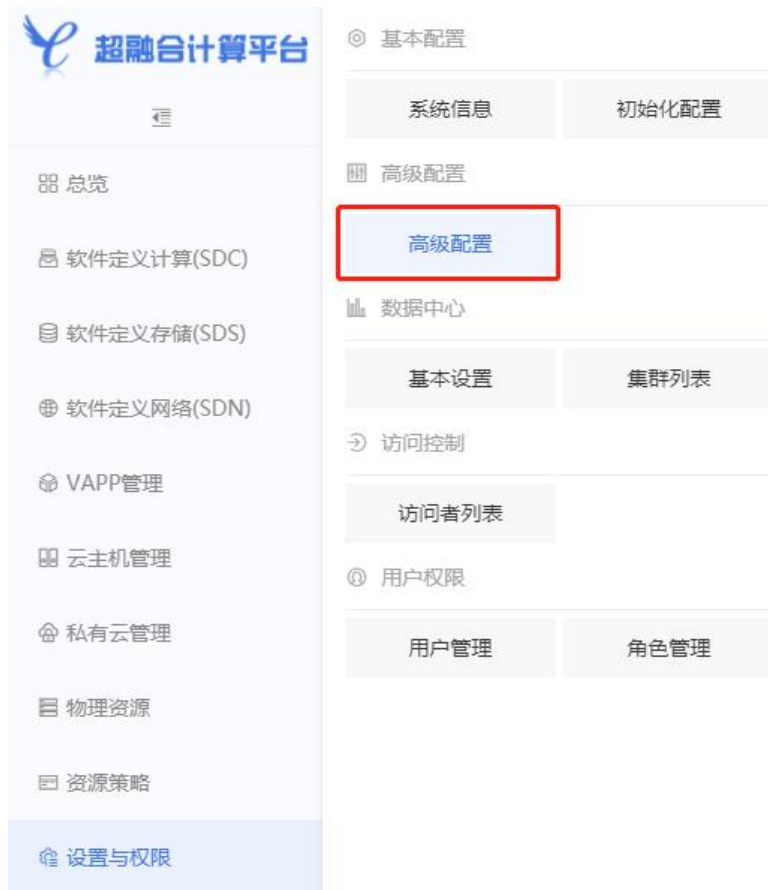 超融合计算平台
总览
软件定义计算(SDC)
软件定义存储(SDS)
软件定义网络(SDN)
VAPP管理
云主机管理
私有云管理
物理资源
资源策略
设置与权限
基本配置
系统信息 初始化配置
高级配置
高级配置
数据中心
基本设置 集群列表
访问控制
访问者列表
用户权限
用户管理 角色管理